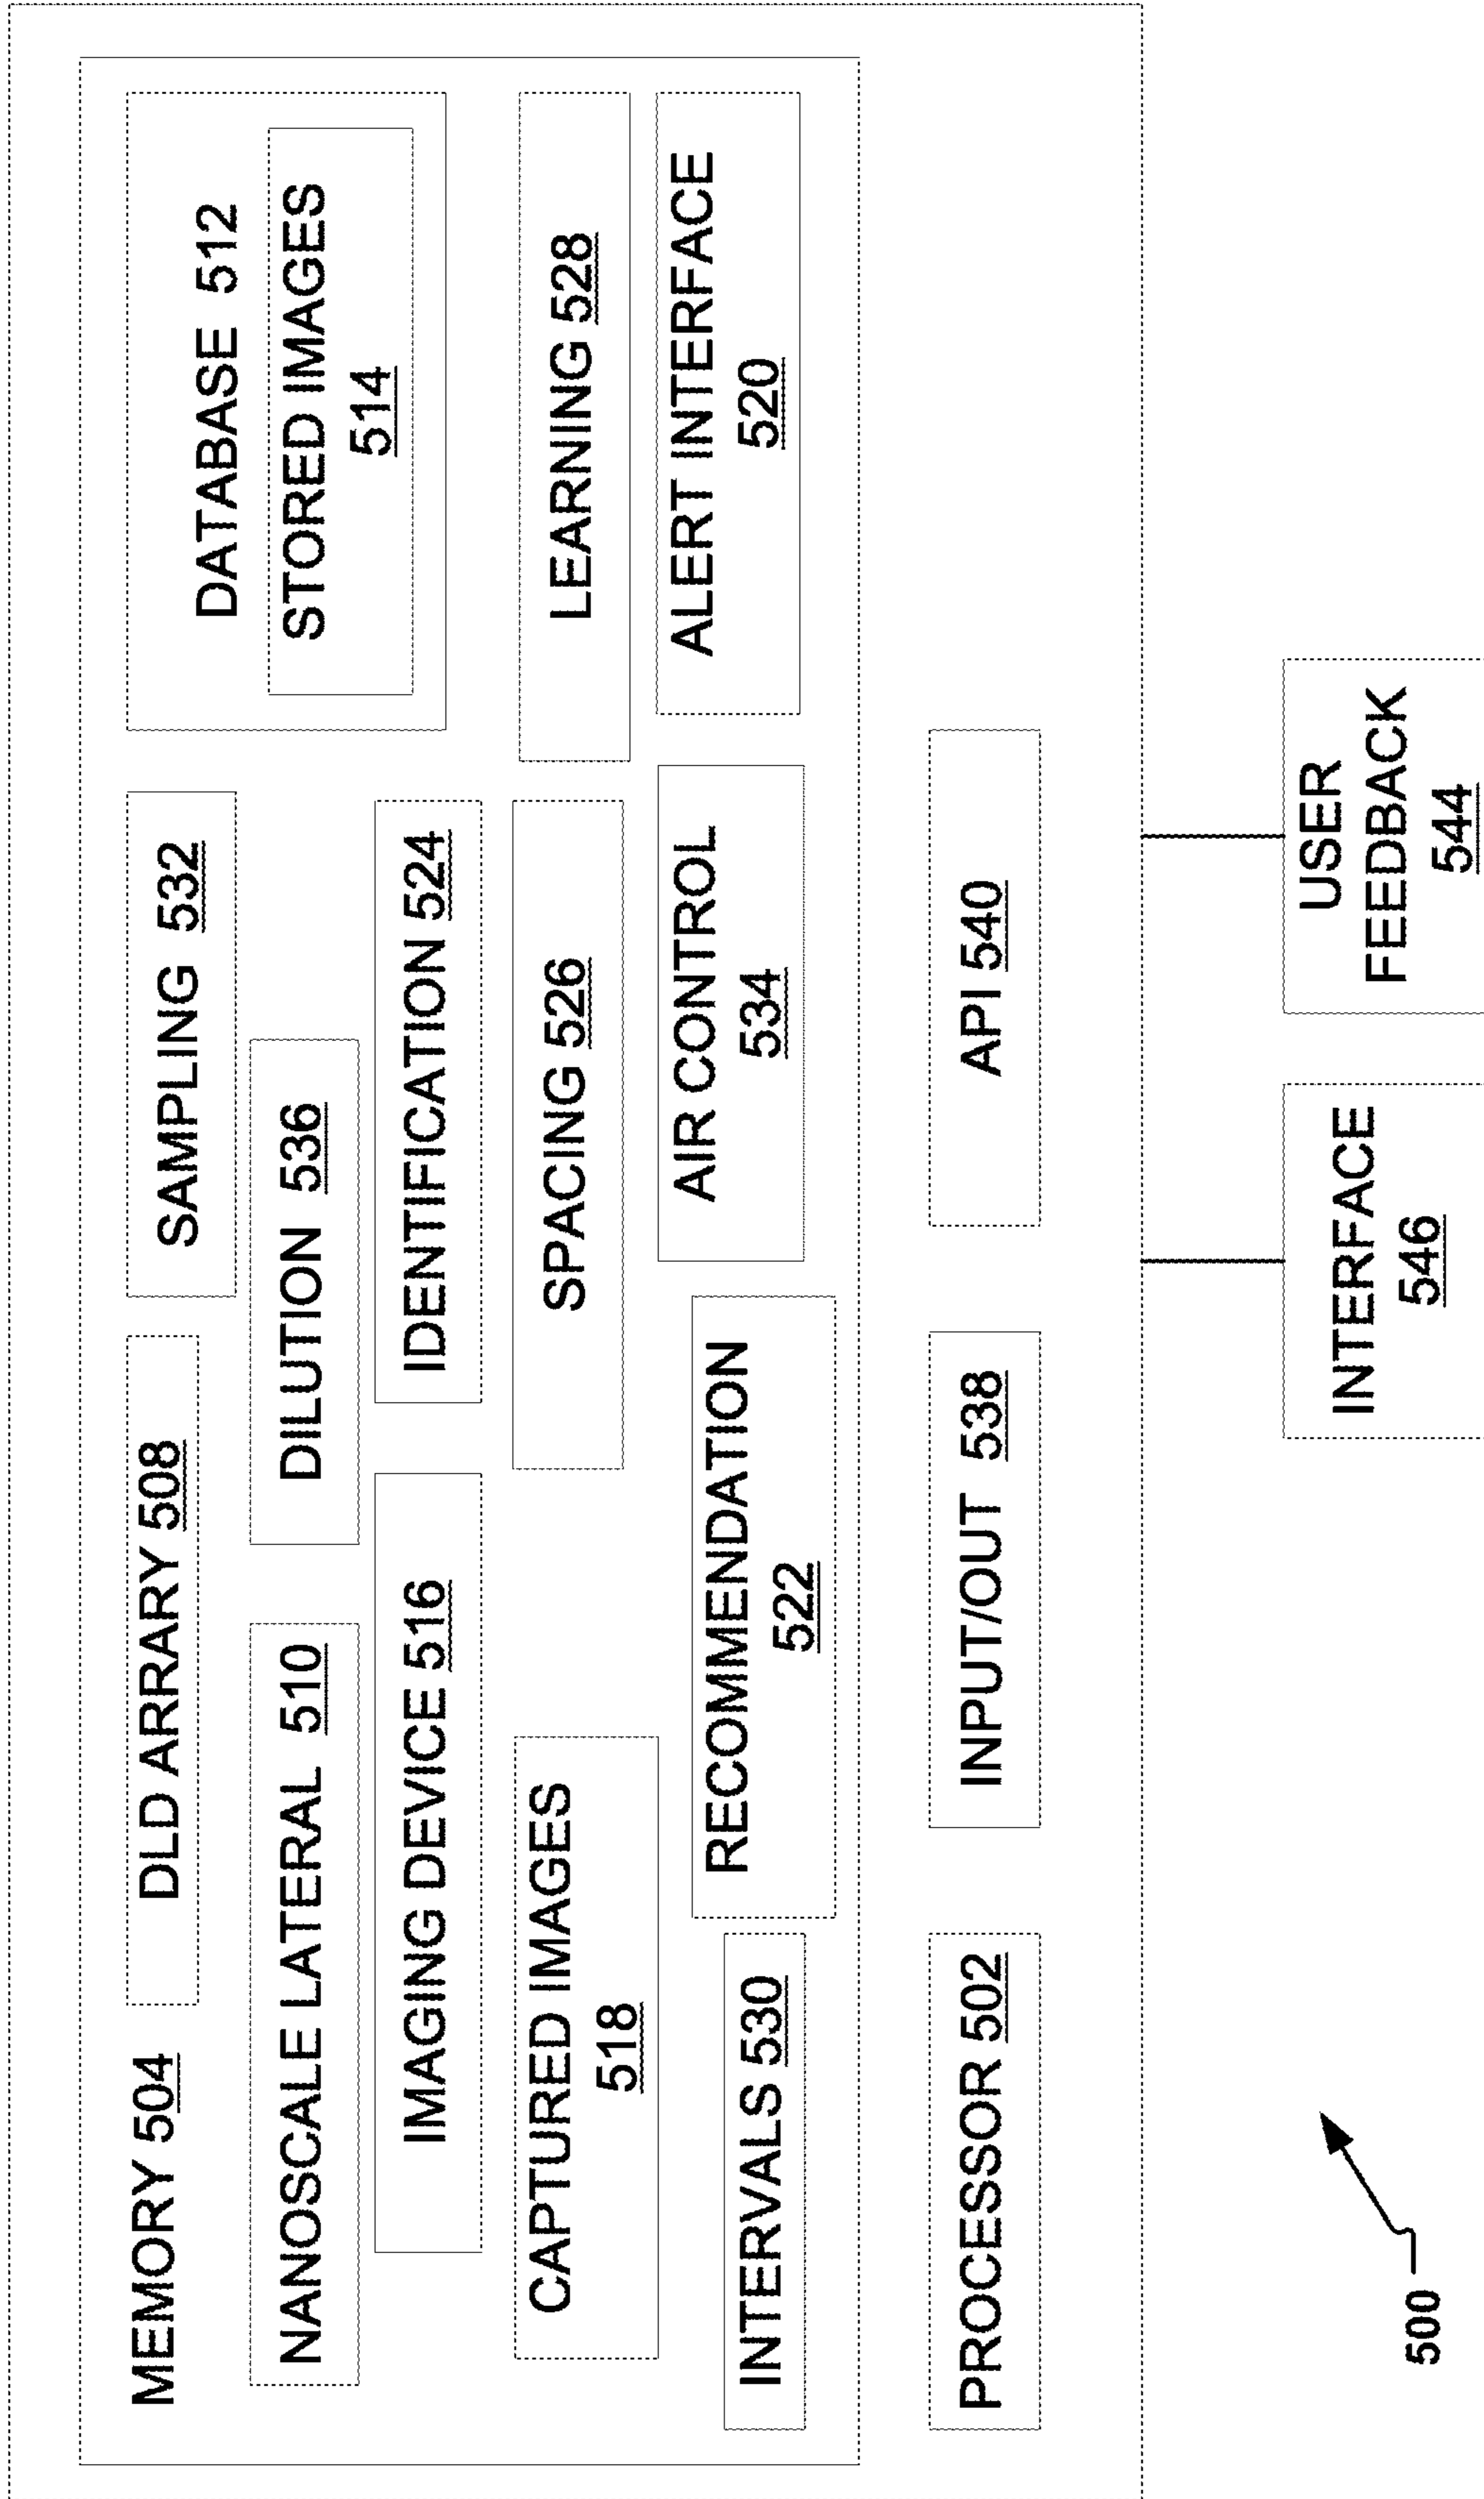 MEMORY 504
DLD ARRARY 508
SAMPLING 532
DATABASE 512
STORED IMAGES
514
NANOSCALE LATERAL 510
DILUTION 536
IMAGING DEVICE 516
IDENTIFICATION 524
CAPTURED IMAGES
518
SPACING 526
LEARNING 528
INTERVALS 530
RECOMMENDATION
522
AIR CONTROL
534
ALERT INTERFACE
520
PROCESSOR 502
INPUT/OUT 538
API 540
500
INTERFACE
546
USER
FEEDBACK
544